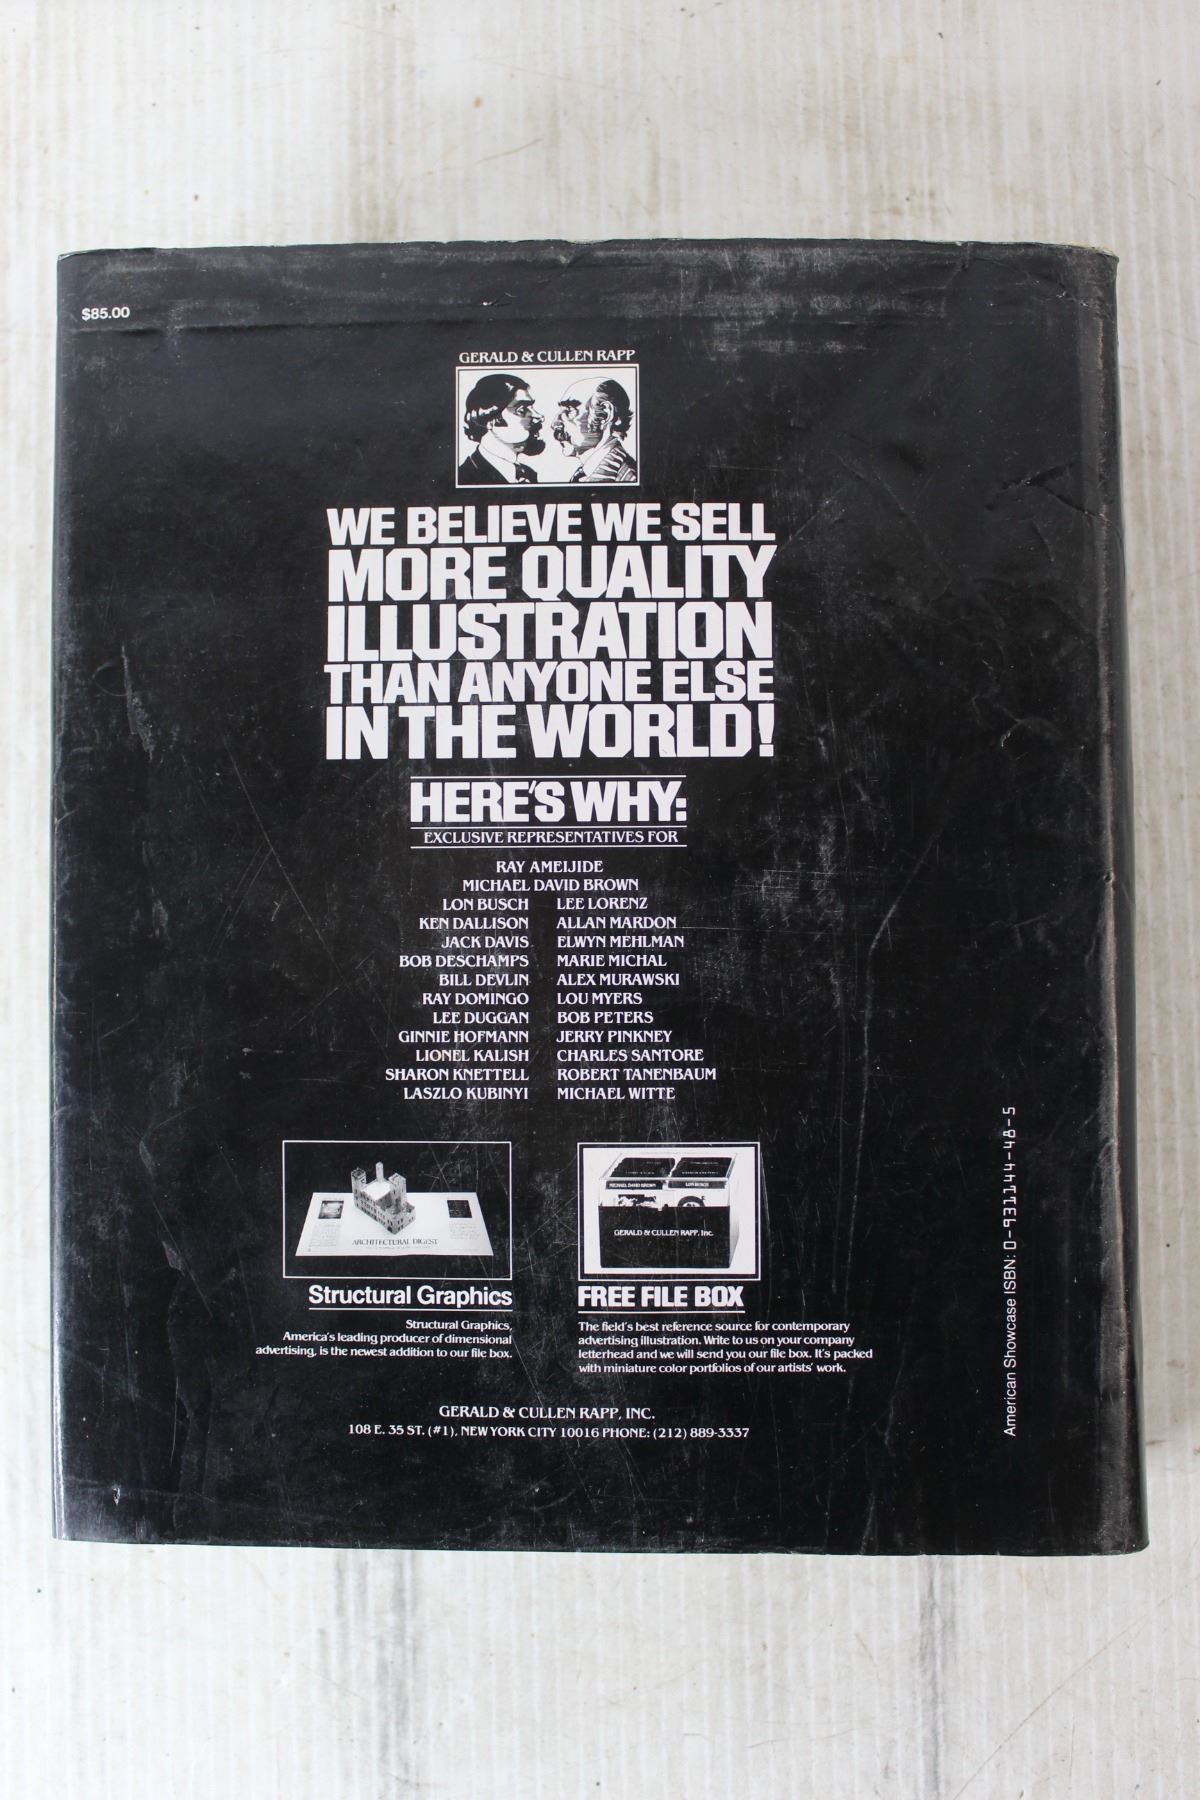 $85.00
GERALD & CULLEN RAPP
WE BELIEVE WE SELL
MORE QUALITY
ILLUSTRATION
THAN ANYONE ELSE
IN THE WORLD!
HERE'S WHY:
EXCLUSIVE REPRESENTATIVES FOR
RAY AMEIJIDE
MICHAEL DAVID BROWN
LON BUSCH LEE LORENZ
KEN DALLISON ALLAN MARDON
JACK DAVIS ELWYN MEHLMAN
BOB DESCHAMPS MARIE MICHAL
BILL DEVLIN ALEX MURAWSKI
RAY DOMINGO LOU MYERS
LEE DUGGAN BOB PETERS
GINNIE HOFMANN JERRY PINKNEY
LIONEL KALISH CHARLES SANTORE
SHARON KNETTELL ROBERT TANENBAUM
LASZLO KUBINYI MICHAEL WITTE
ARCHITECTURAL DIGEST
Structural Graphics
Structural Graphics,
America's leading producer of dimensional
advertising, is the newest addition to our file box.
MICHAEL DAVID BROWN LON BUSCH
GERALD & CULLEN RAPP, Inc.
FREE FILE BOX
The field's best reference source for contemporary
advertising illustration. Write to us on your company
letterhead and we will send you our file box. It's packed
with miniature color portfolios of our artists' work.
GERALD & CULLEN RAPP, INC.
108 E. 35 ST. (#1), NEW YORK CITY 10016 PHONE: (212) 889-3337
American Showcase ISBN: 0-931144-48-5